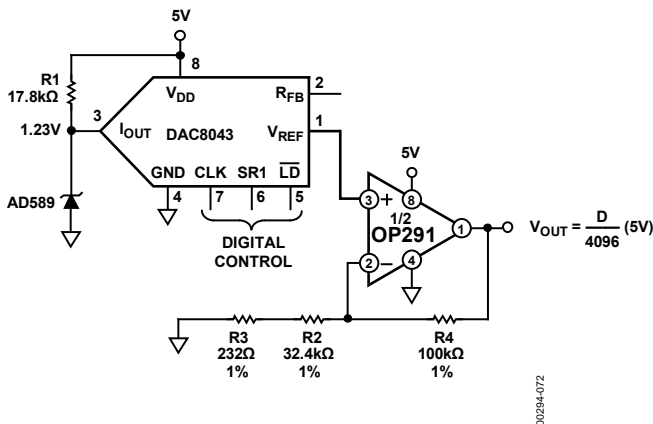 5V
8
R1
17.8kΩ
3
1.23V
VDD
RFB
2
IOUT
DAC8043
VREF
1
GND CLK SR1 LD
4
7
6
5
AD589
DIGITAL
CONTROL
5V
3
+
8
1/2
OP291
1
2
−
4
VOUT = D/4096 (5V)
R3
232Ω
1%
R2
32.4kΩ
1%
R4
100kΩ
1%
00294-072